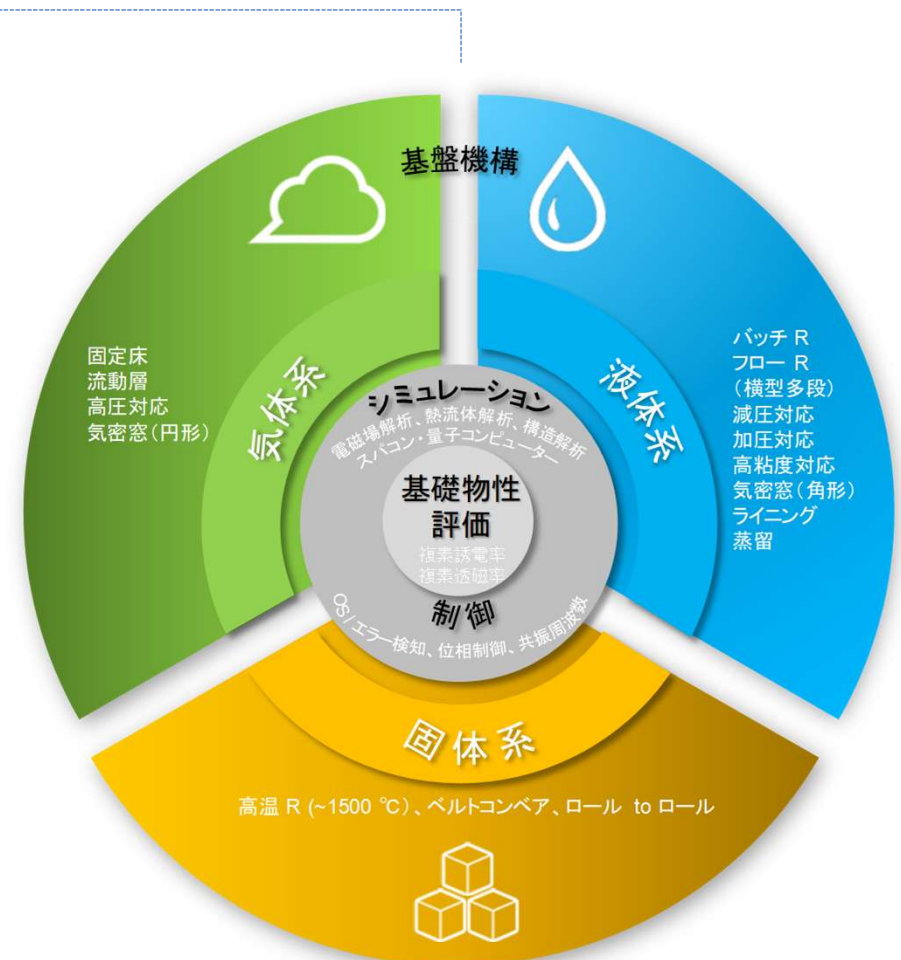 基盤機構
気体系
固定床
流動層
高圧対応
気密窓(円形)
液体系
バッチ R
フロー R
(横型多段)
減圧対応
加圧対応
高粘度対応
気密窓(角形)
ライニング
蒸留
シミュレーション
電磁場解析、熱流体解析、構造解析
スパコン・量子コンピューター
基礎物性
評価
複素誘電率
複素透磁率
制御
OS/エラー検知、位相制御、共振周波数
固体系
高温 R (~1500 ℃)、ベルトコンベア、ロール to ロール